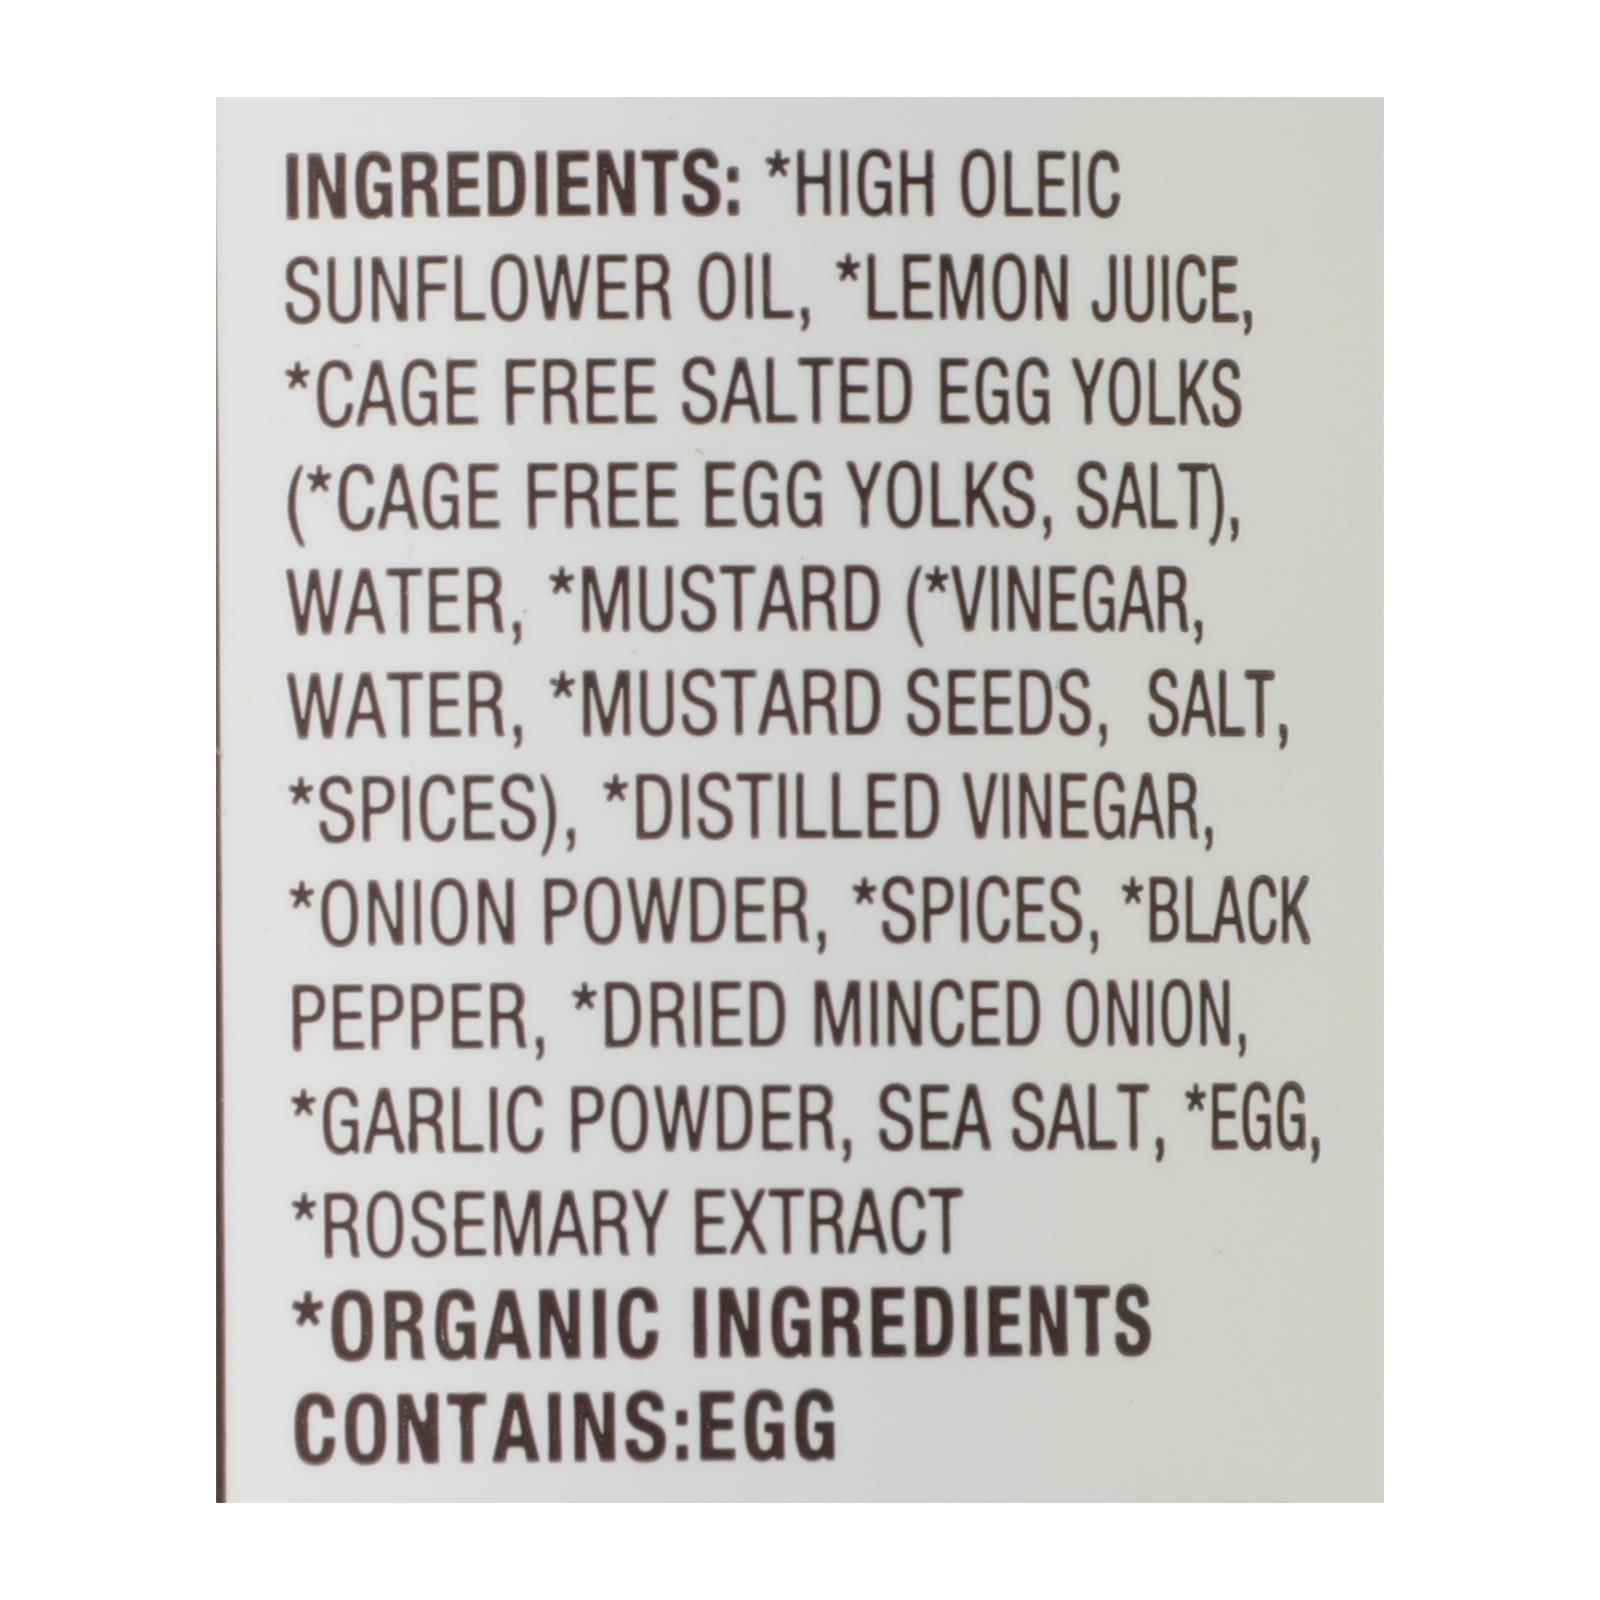 INGREDIENTS: *HIGH OLEIC
SUNFLOWER OIL, *LEMON JUICE,
*CAGE FREE SALTED EGG YOLKS
(*CAGE FREE EGG YOLKS, SALT),
WATER, *MUSTARD (*VINEGAR,
WATER, *MUSTARD SEEDS, SALT,
*SPICES), *DISTILLED VINEGAR,
*ONION POWDER, *SPICES, *BLACK
PEPPER, *DRIED MINCED ONION,
*GARLIC POWDER, SEA SALT, *EGG,
*ROSEMARY EXTRACT
*ORGANIC INGREDIENTS
CONTAINS:EGG